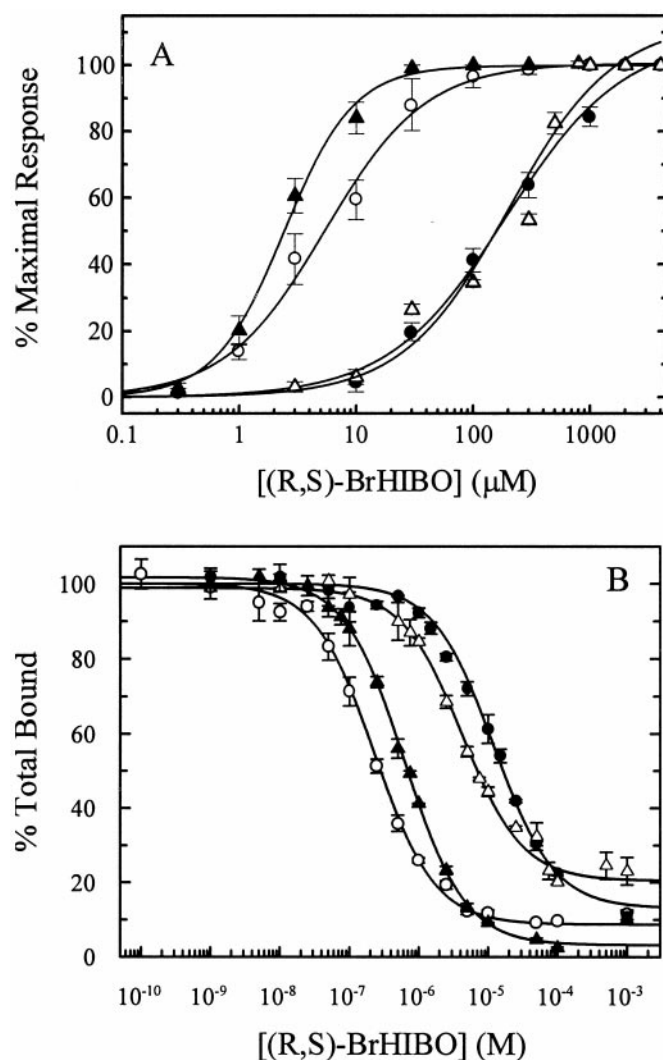 A
% Maximal Response
100
80
60
40
20
0
0.1 1 10 100 1000
[(R,S)-BrHIBO] (μM)
B
% Total Bound
100
80
60
40
20
0
10⁻¹⁰ 10⁻⁹ 10⁻⁸ 10⁻⁷ 10⁻⁶ 10⁻⁵ 10⁻⁴ 10⁻³
[(R,S)-BrHIBO] (M)